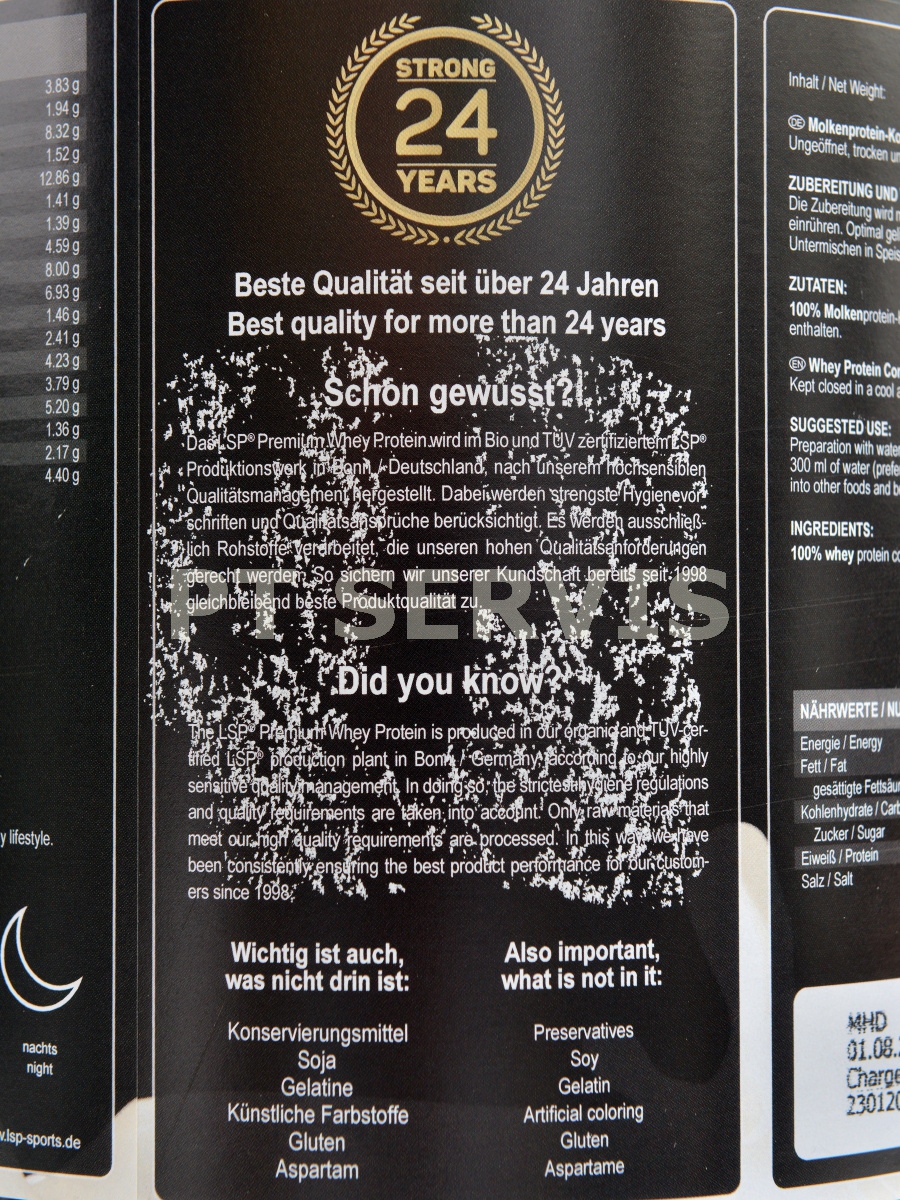 3.83 g
1.94 g
8.32 g
1.52 g
12.86 g
1.41 g
1.39 g
4.59 g
8.00 g
6.93 g
1.46 g
2.41 g
4.23 g
3.79 g
5.20 g
1.36 g
2.17 g
4.40 g
y lifestyle.
nachts
night
lsp-sports.de
STRONG
24
YEARS
Beste Qualität seit über 24 Jahren
Best quality for more than 24 years
Schon gewusst?!
Das LSP® Premium Whey Protein wird im Bio und TÜV zertifiziertem LSP®
Produktionswerk in Bonn / Deutschland, nach unserem hochsensiblen
Qualitätsmanagement hergestellt. Dabei werden strengste Hygienevor-
schriften und Qualitätsansprüche berücksichtigt. Es werden ausschließ-
lich Rohstoffe verarbeitet, die unseren hohen Qualitätsanforderungen
gerecht werden. So sichern wir unserer Kundschaft bereits seit 1998
gleichbleibend beste Produktqualität zu.
PT SERVIS
Did you know?
The LSP® Premium Whey Protein is produced in our organic and TÜV-cer-
tified LSP® production plant in Bonn / Germany, according to our highly
sensitive quality management. In doing so, the strictest hygiene regulations
and quality requirements are taken into account. Only raw materials that
meet our high quality requirements are processed. In this way we have
been consistently ensuring the best product performance for our custom-
ers since 1998.
Wichtig ist auch,
was nicht drin ist:
Konservierungsmittel
Soja
Gelatine
Künstliche Farbstoffe
Gluten
Aspartam
Also important,
what is not in it:
Preservatives
Soy
Gelatin
Artificial coloring
Gluten
Aspartame
Inhalt / Net Weight:
DE Molkenprotein-Ko
Ungeöffnet, trocken un
ZUBEREITUNG UND
Die Zubereitung wird m
einrühren. Optimal gel
Untermischen in Speis
ZUTATEN:
100% Molkenprotein-
enthalten.
EN Whey Protein Con
Kept closed in a cool a
SUGGESTED USE:
Preparation with water
300 ml of water (prefe
into other foods and b
INGREDIENTS:
100% whey protein co
NÄHRWERTE / NU
Energie / Energy
Fett / Fat
gesättigte Fettsäu
Kohlenhydrate / Carb
Zucker / Sugar
Eiweiß / Protein
Salz / Salt
MHD
01.08.
Charge
230120